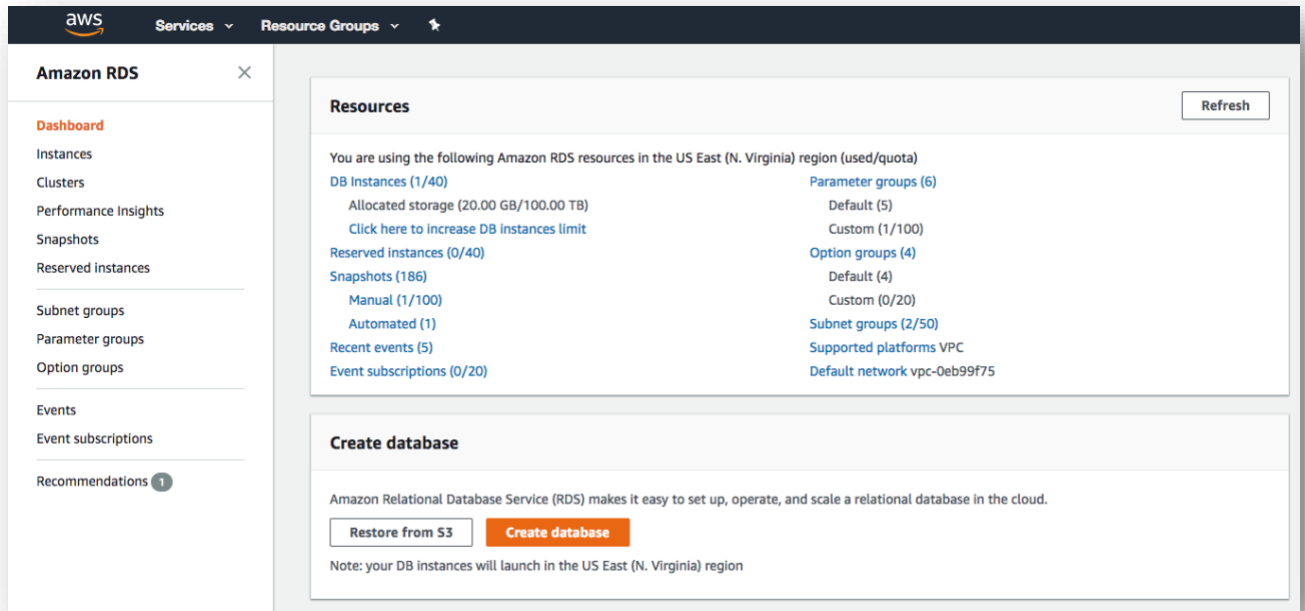 aws Services Resource Groups
Amazon RDS
Dashboard
Instances
Clusters
Performance Insights
Snapshots
Reserved instances
Subnet groups
Parameter groups
Option groups
Events
Event subscriptions
Recommendations 1
Resources Refresh
You are using the following Amazon RDS resources in the US East (N. Virginia) region (used/quota)
DB Instances (1/40)
Allocated storage (20.00 GB/100.00 TB)
Click here to increase DB instances limit
Reserved instances (0/40)
Snapshots (186)
Manual (1/100)
Automated (1)
Recent events (5)
Event subscriptions (0/20)
Parameter groups (6)
Default (5)
Custom (1/100)
Option groups (4)
Default (4)
Custom (0/20)
Subnet groups (2/50)
Supported platforms VPC
Default network vpc-0eb99f75
Create database
Amazon Relational Database Service (RDS) makes it easy to set up, operate, and scale a relational database in the cloud.
Restore from S3 Create database
Note: your DB instances will launch in the US East (N. Virginia) region